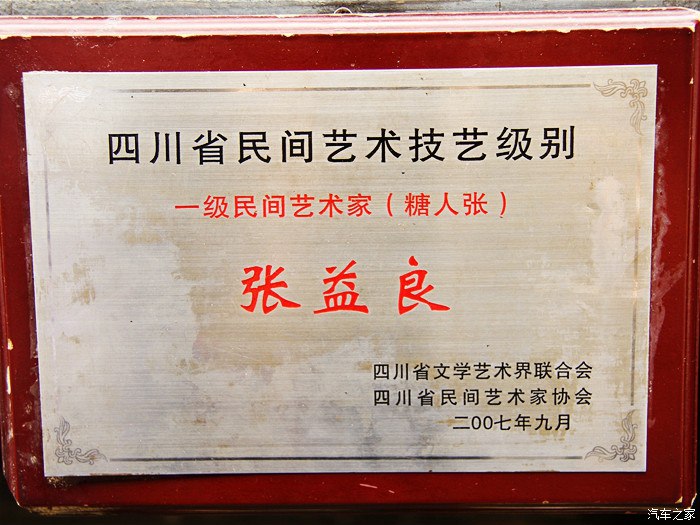 四川省民间艺术技艺级别
一级民间艺术家（糖人张）
张益良
四川省文学艺术界联合会
四川省民间艺术家协会
二00七年九月
汽车之家